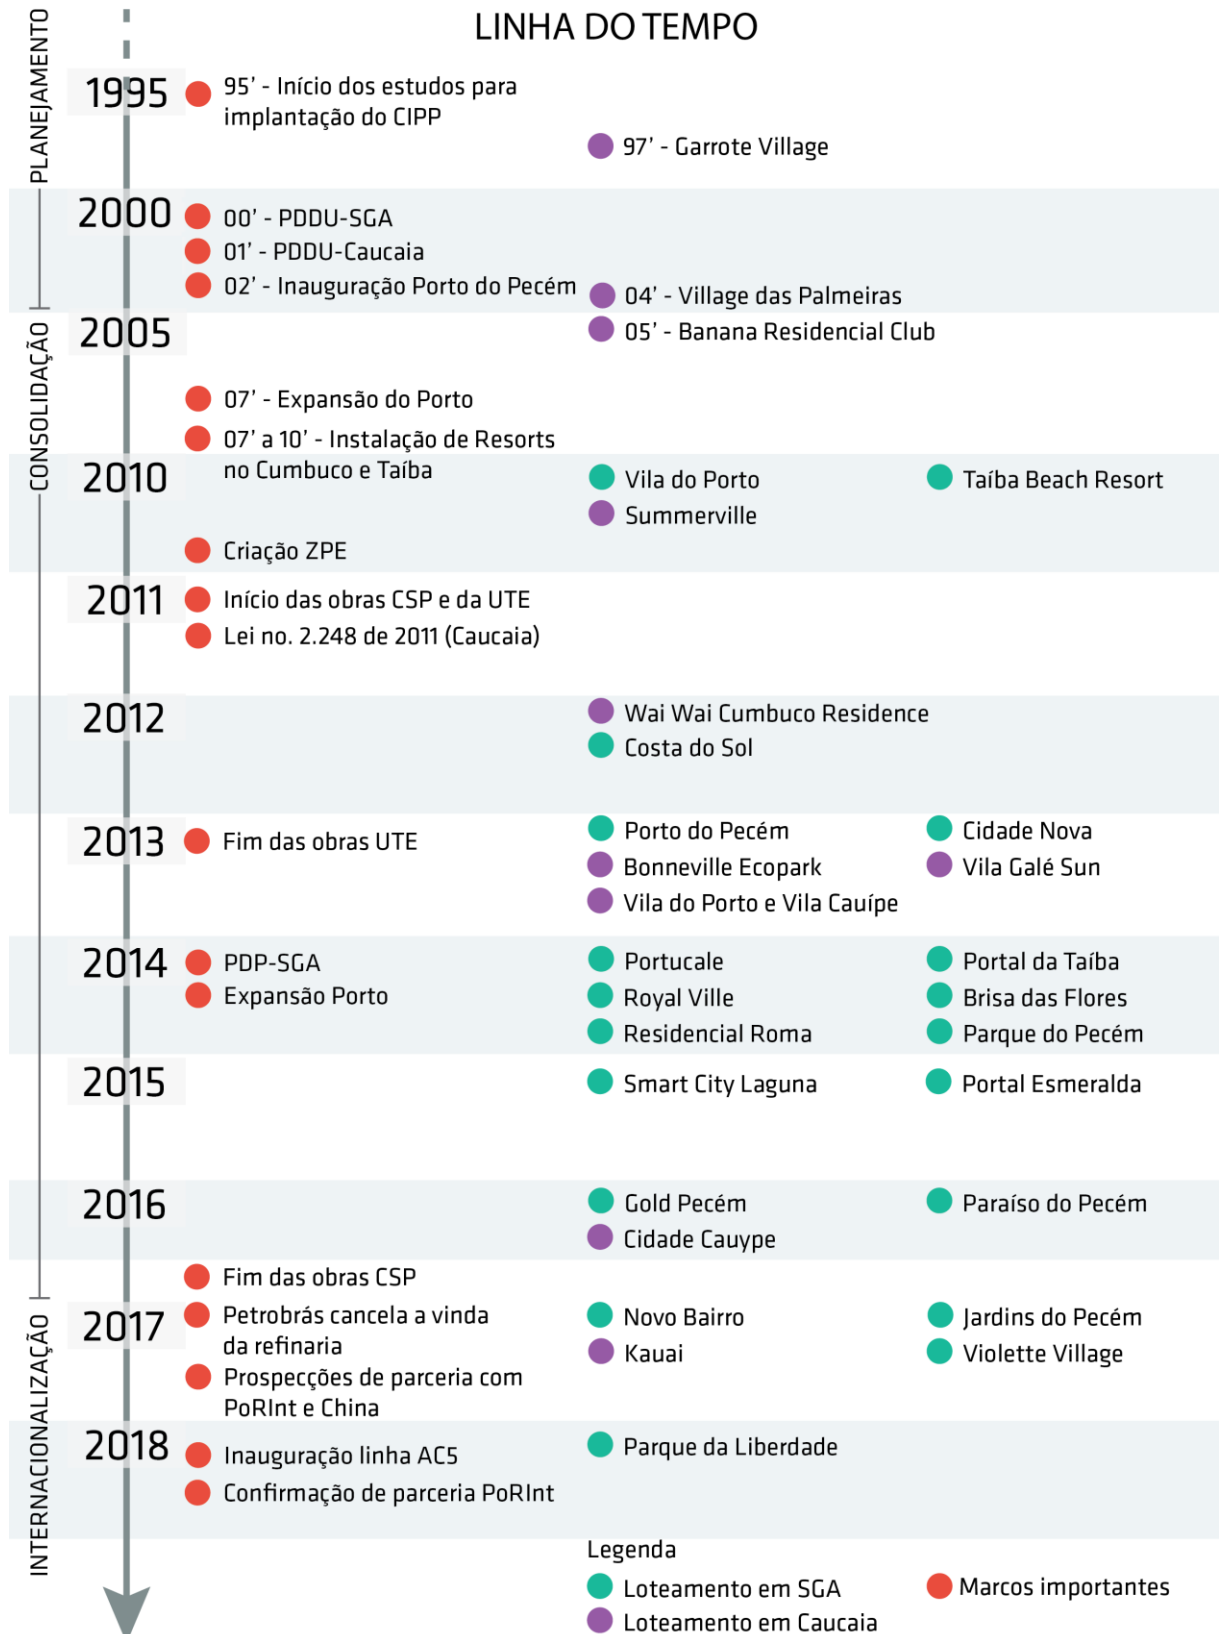 LINHA DO TEMPO
PLANEJAMENTO
1995
95’ - Início dos estudos para
implantação do CIPP
97’ - Garrote Village
2000
00’ - PDDU-SGA
01’ - PDDU-Caucaia
02’ - Inauguração Porto do Pecém
04’ - Village das Palmeiras
CONSOLIDAÇÃO
2005
05’ - Banana Residencial Club
07’ - Expansão do Porto
07’ a 10’ - Instalação de Resorts
no Cumbuco e Taíba
2010
Vila do Porto
Taíba Beach Resort
Summerville
Criação ZPE
2011
Início das obras CSP e da UTE
Lei no. 2.248 de 2011 (Caucaia)
2012
Wai Wai Cumbuco Residence
Costa do Sol
2013
Fim das obras UTE
Porto do Pecém
Cidade Nova
Bonneville Ecopark
Vila Galé Sun
Vila do Porto e Vila Cauípe
2014
PDP-SGA
Expansão Porto
Portucale
Portal da Taíba
Royal Ville
Brisa das Flores
Residencial Roma
Parque do Pecém
2015
Smart City Laguna
Portal Esmeralda
2016
Gold Pecém
Paraíso do Pecém
Cidade Cauype
Fim das obras CSP
INTERNACIONALIZAÇÃO
2017
Petrobrás cancela a vinda
da refinaria
Prospecções de parceria com
PoRInt e China
Novo Bairro
Jardins do Pecém
Kauai
Violette Village
2018
Inauguração linha AC5
Confirmação de parceria PoRInt
Parque da Liberdade
Legenda
Loteamento em SGA
Marcos importantes
Loteamento em Caucaia